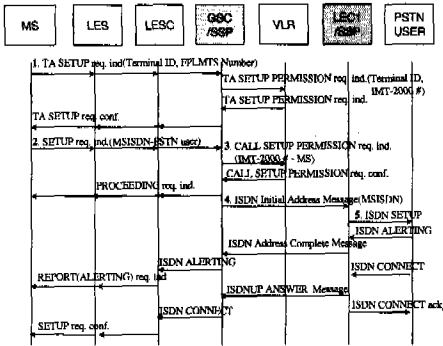 MS LES LESC GSC /SSP VLR LEC1 /SSP PSTN USER
1. TA SETUP req. ind(Terminal ID, FPLMTS Number)
TA SETUP PERMISSION req. ind.(Terminal ID, IMT-2000 #)
TA SETUP PERMISSION req. ind.
TA SETUP req. conf.
2. SETUP req. ind.(MSISDN-PSTN user)
3. CALL SETUP PERMISSION req. ind.
(IMT-2000 # - MS)
CALL SETUP PERMISSION req. conf.
PROCEEDING req. ind.
4. ISDN Initial Address Message(MSISDN)
5. ISDN SETUP
ISDN ALERTING
ISDN Address Complete Message
ISDN ALERTING
ISDN CONNECT
REPORT(ALERTING) req. ind
ISDNUP ANSWER Message
ISDN CONNECT
ISDN CONNECT ack.
SETUP req. conf.